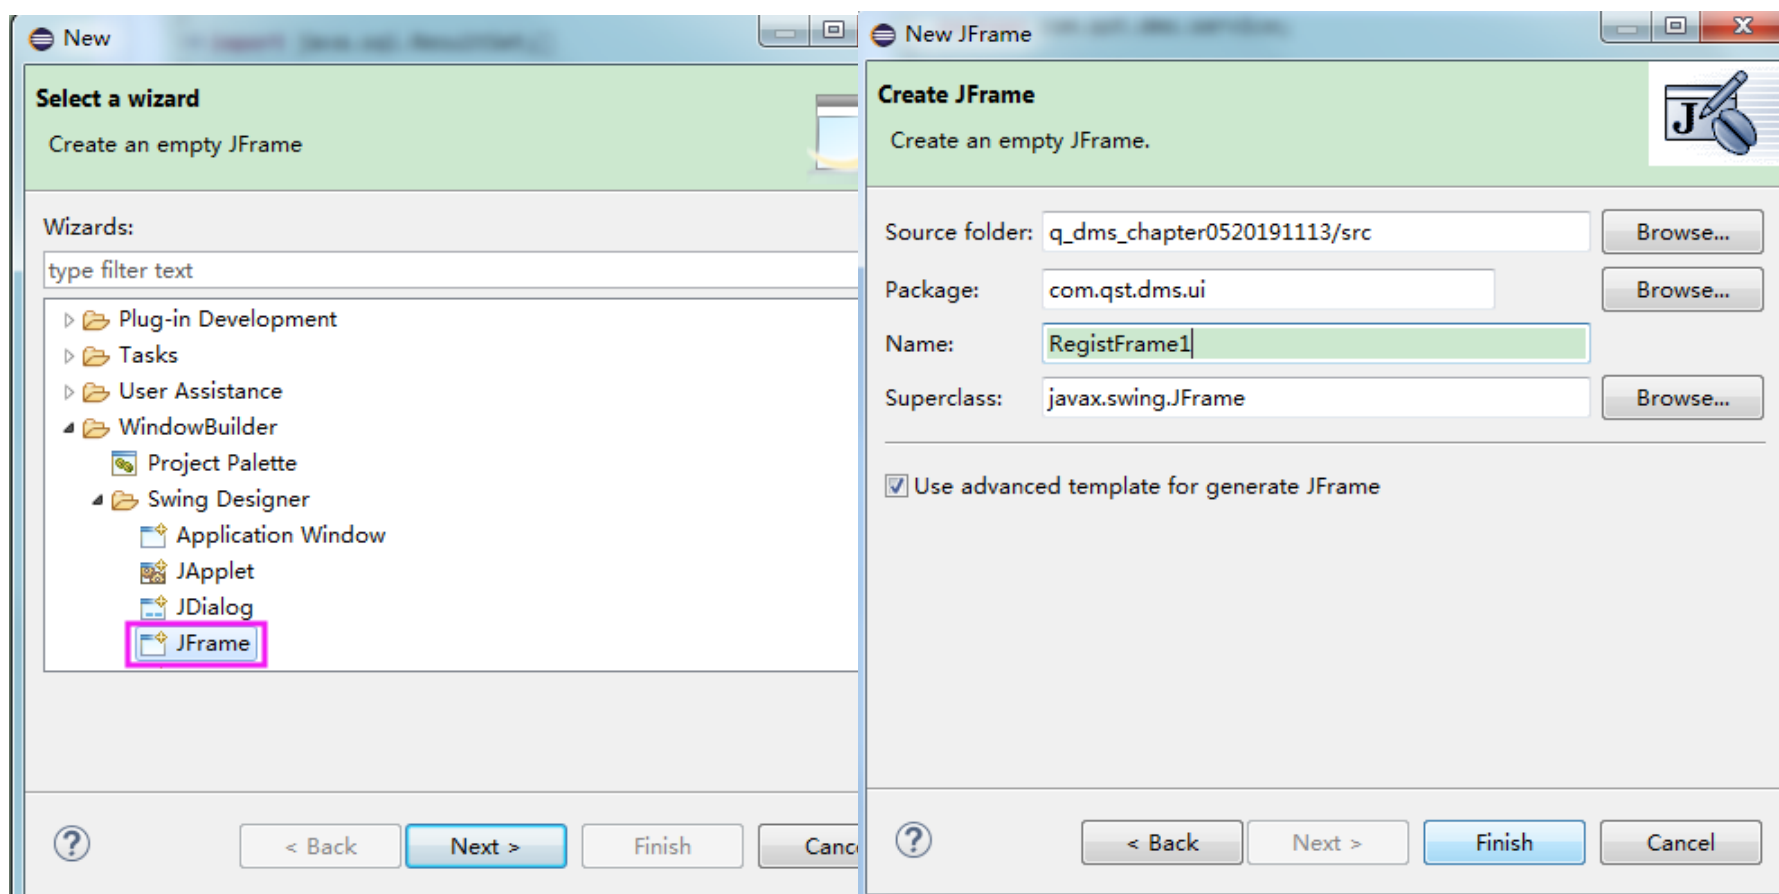 New
Select a wizard
Create an empty JFrame
Wizards:
type filter text
Plug-in Development
Tasks
User Assistance
WindowBuilder
Project Palette
Swing Designer
Application Window
JApplet
JDialog
JFrame
< Back
Next >
Finish
Canc
New JFrame
Create JFrame
Create an empty JFrame.
J
Source folder: q_dms_chapter0520191113/src Browse...
Package: com.qst.dms.ui Browse...
Name: RegistFrame1
Superclass: javax.swing.JFrame Browse...
Use advanced template for generate JFrame
< Back
Next >
Finish
Cancel